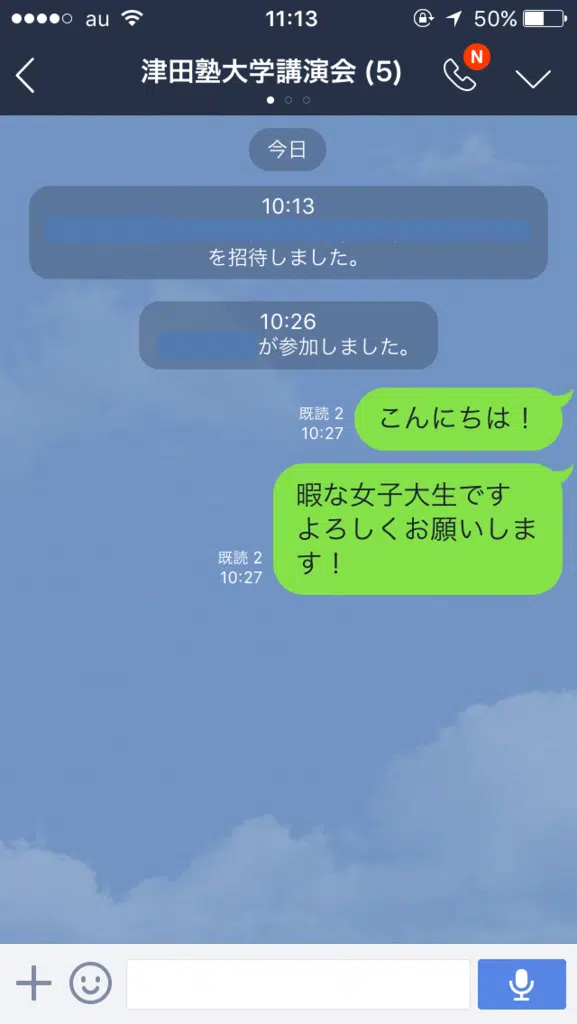 au 11:13 50%
津田塾大学講演会 (5)
N
今日
10:13
を招待しました。
10:26
が参加しました。
既読 2
10:27
こんにちは！
暇な女子大生です
よろしくお願いしま
す！
既読 2
10:27